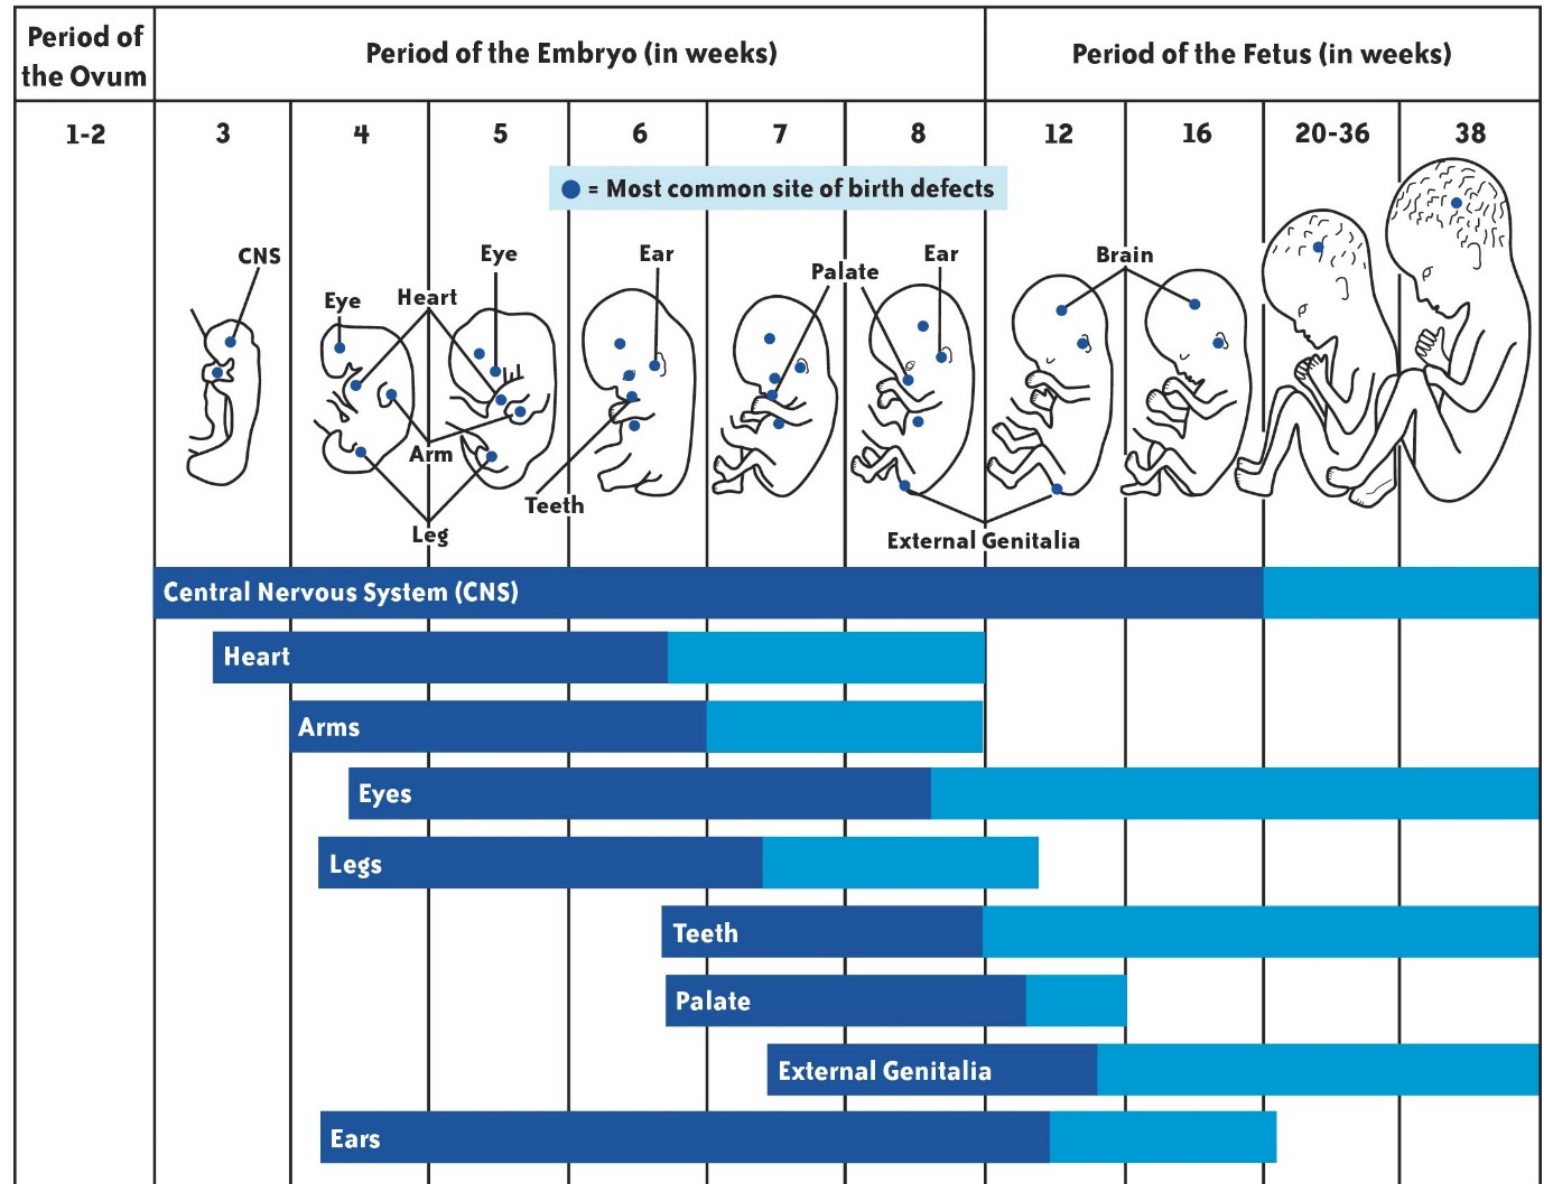 Period of
the Ovum
Period of the Embryo (in weeks)
Period of the Fetus (in weeks)
1-2
3
4
5
6
7
8
12
16
20-36
38
= Most common site of birth defects
CNS
Eye
Heart
Eye
Ear
Palate
Ear
Brain
Arm
Leg
Teeth
External Genitalia
Central Nervous System (CNS)
Heart
Arms
Eyes
Legs
Teeth
Palate
External Genitalia
Ears